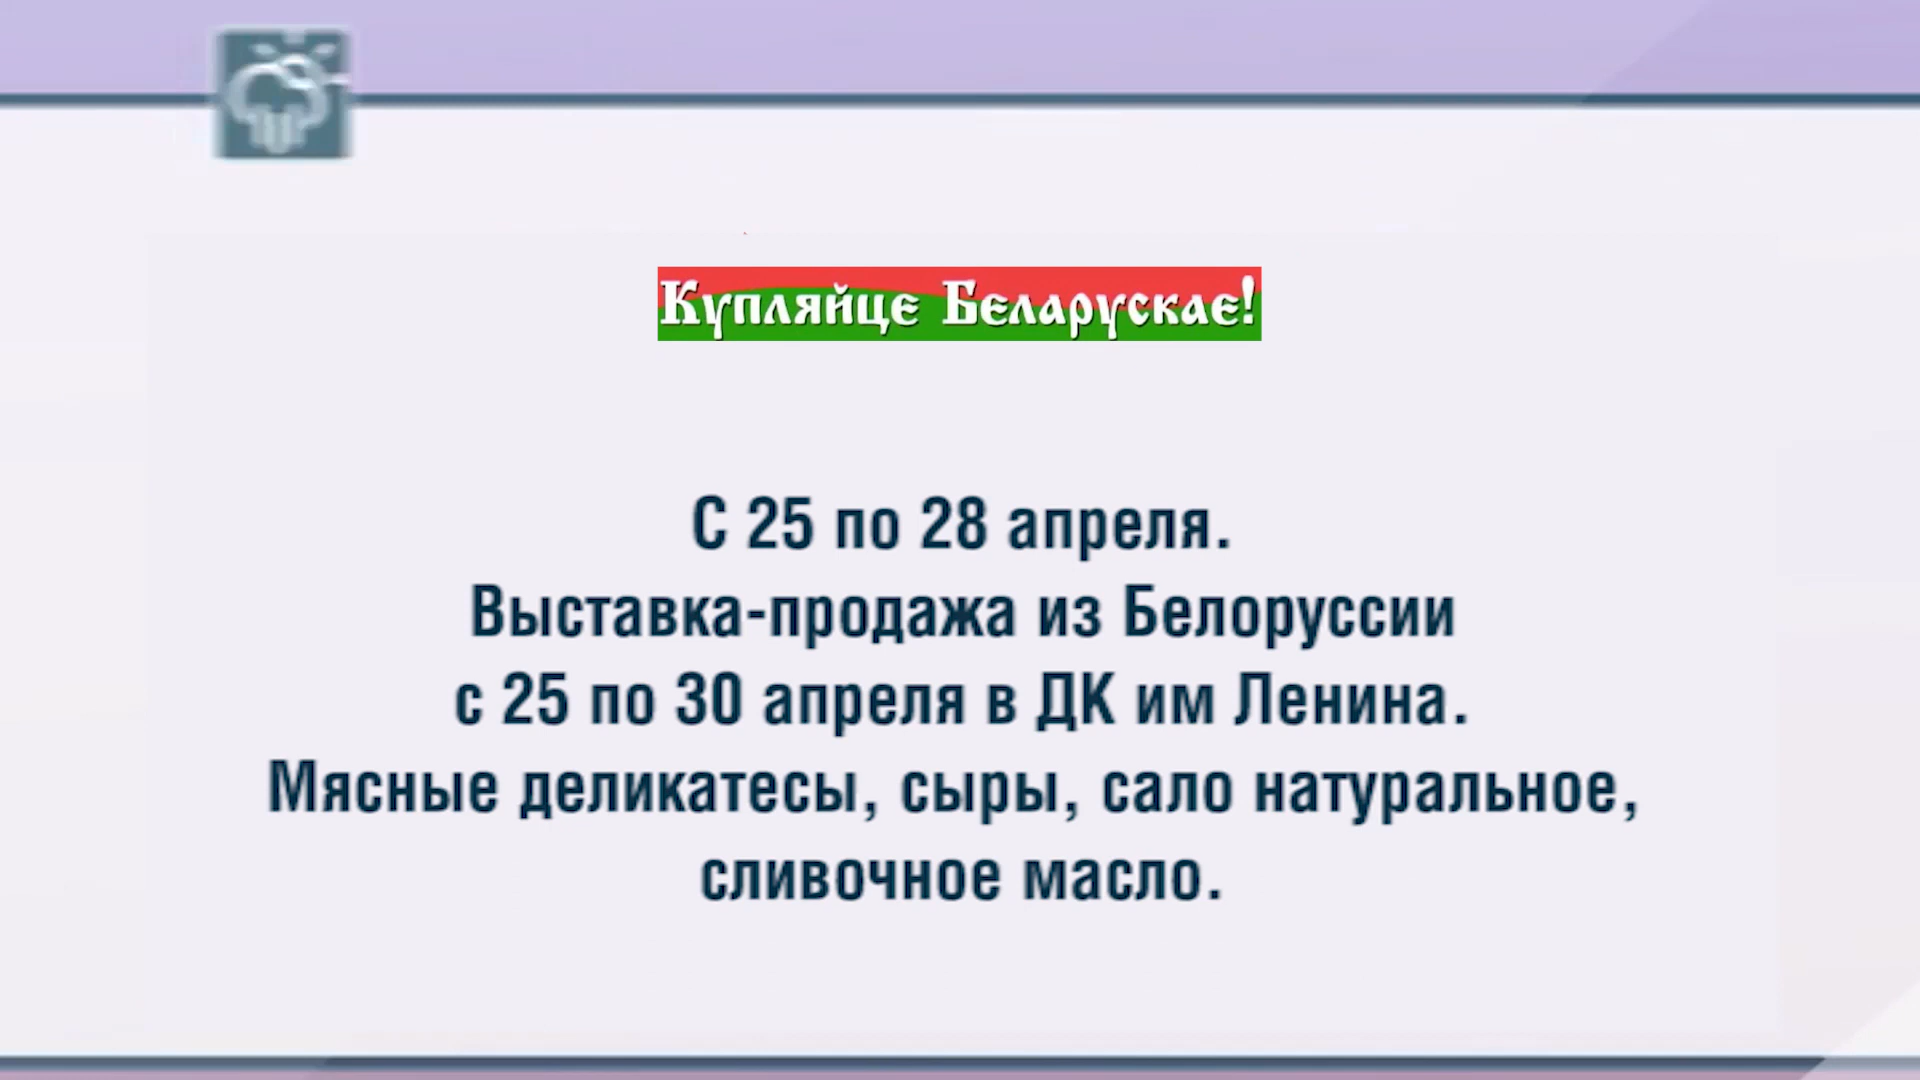 Купляйце Беларускае!
С 25 по 28 апреля.
Выставка-продажа из Белоруссии
с 25 по 30 апреля в ДК им Ленина.
Мясные деликатесы, сыры, сало натуральное,
сливочное масло.